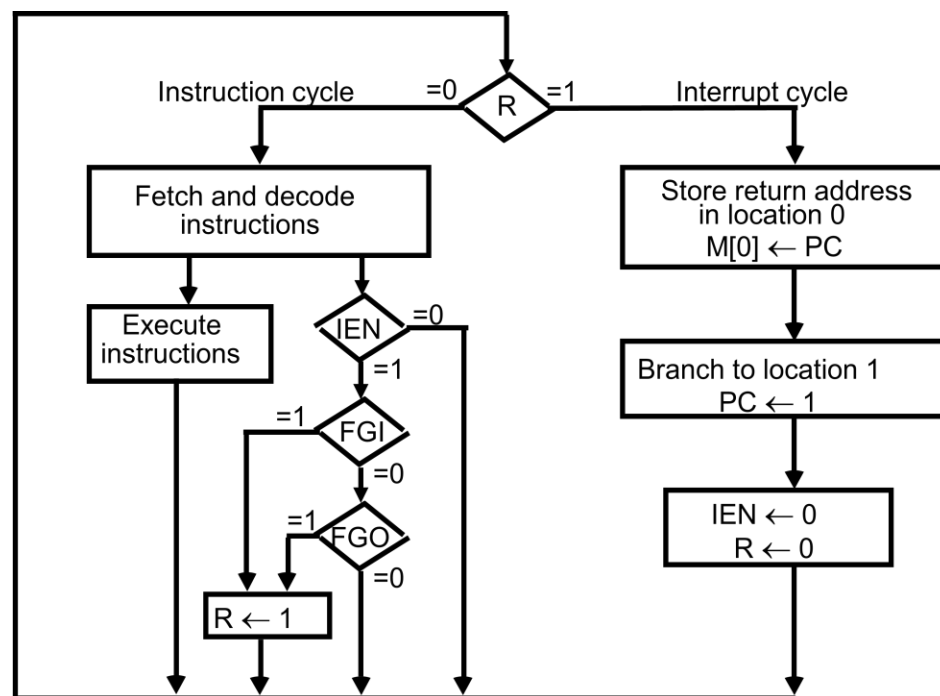 Instruction cycle
=0
R
=1
Interrupt cycle
Fetch and decode
instructions
Store return address
in location 0
M[0] ← PC
Execute
instructions
IEN
=0
=1
Branch to location 1
PC ← 1
=1
FGI
=0
=1
FGO
=0
IEN ← 0
R ← 0
R ← 1